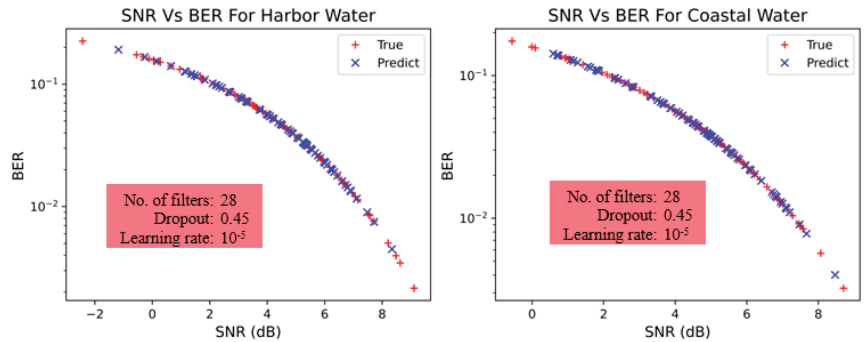 SNR Vs BER For Harbor Water
True
Predict
10⁻¹
10⁻²
BER
No. of filters: 28
Dropout: 0.45
Learning rate: 10⁻⁵
−2 0 2 4 6 8
SNR (dB)
SNR Vs BER For Coastal Water
True
Predict
10⁻¹
10⁻²
BER
No. of filters: 28
Dropout: 0.45
Learning rate: 10⁻⁵
0 2 4 6 8
SNR (dB)